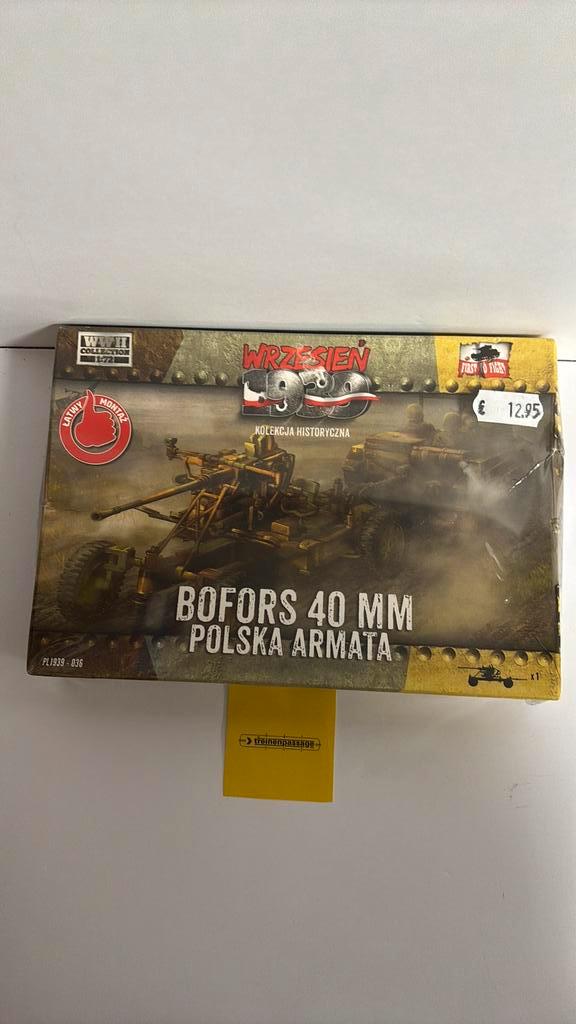 WWII
COLLECTION
1:72
WRZESIEŃ
1939
KOLEKCJA HISTORYCZNA
FIRST TO FIGHT
€ 12.95
ŁATWY MONTAŻ
BOFORS 40 MM
POLSKA ARMATA
PL1939 - 036
x1
treinenpassage